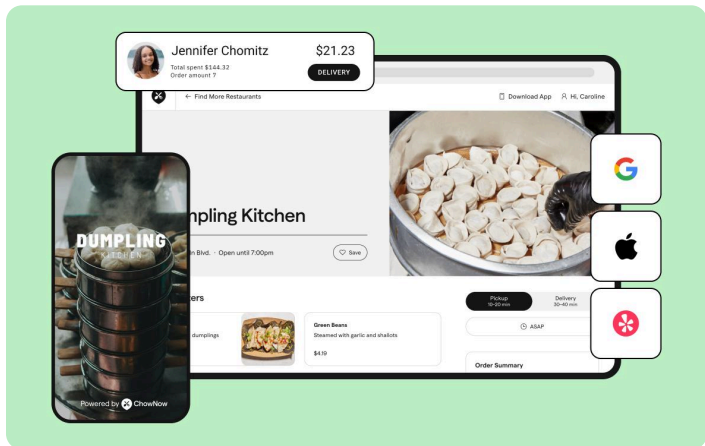 Jennifer Chomitz
$21.23
Total spent $144.32
Order amount 7
DELIVERY
← Find More Restaurants
Download App
Hi, Caroline
mpling Kitchen
in Blvd. · Open until 7:00pm
Save
DUMPLING
KITCHEN
ters
Pickup
10-20 min
Delivery
30-40 min
ASAP
dumplings
Green Beans
Steamed with garlic and shallots
$4.19
Order Summary
Powered by ChowNow